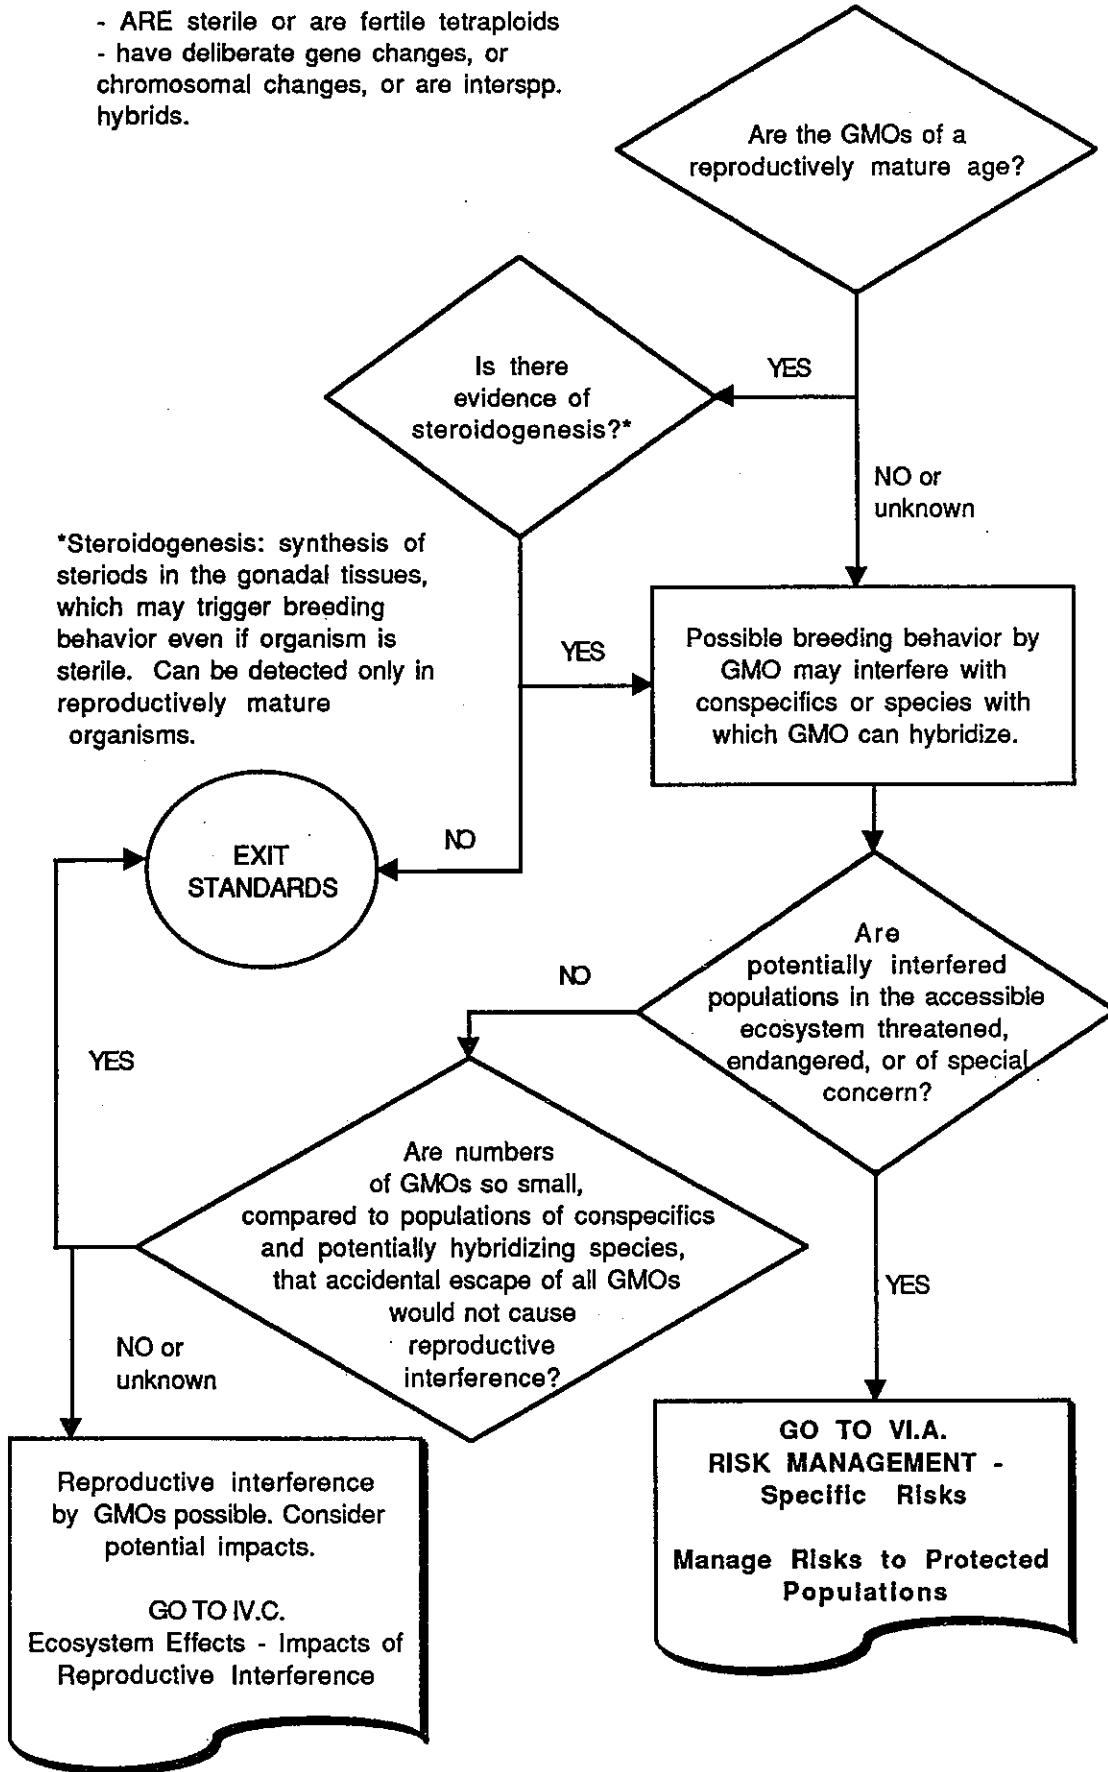 - ARE sterile or are fertile tetraploids
- have deliberate gene changes, or
chromosomal changes, or are interspp.
hybrids.
Are the GMOs of a
reproductively mature age?
YES
Is there
evidence of
steroidogenesis?*
NO or
unknown
*Steroidogenesis: synthesis of
steriods in the gonadal tissues,
which may trigger breeding
behavior even if organism is
sterile. Can be detected only in
reproductively mature
organisms.
YES
Possible breeding behavior by
GMO may interfere with
conspecifics or species with
which GMO can hybridize.
NO
EXIT
STANDARDS
Are
potentially interfered
populations in the accessible
ecosystem threatened,
endangered, or of special
concern?
NO
YES
Are numbers
of GMOs so small,
compared to populations of conspecifics
and potentially hybridizing species,
that accidental escape of all GMOs
would not cause
reproductive
interference?
YES
NO or
unknown
GO TO VI.A.
RISK MANAGEMENT -
Specific Risks
Manage Risks to Protected
Populations
Reproductive interference
by GMOs possible. Consider
potential impacts.
GO TO IV.C.
Ecosystem Effects - Impacts of
Reproductive Interference